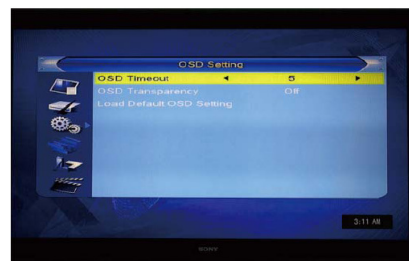 OSD Setting
OSD Timeout 5
OSD Transparency Off
Load Default OSD Setting
3:11 AM
SONY